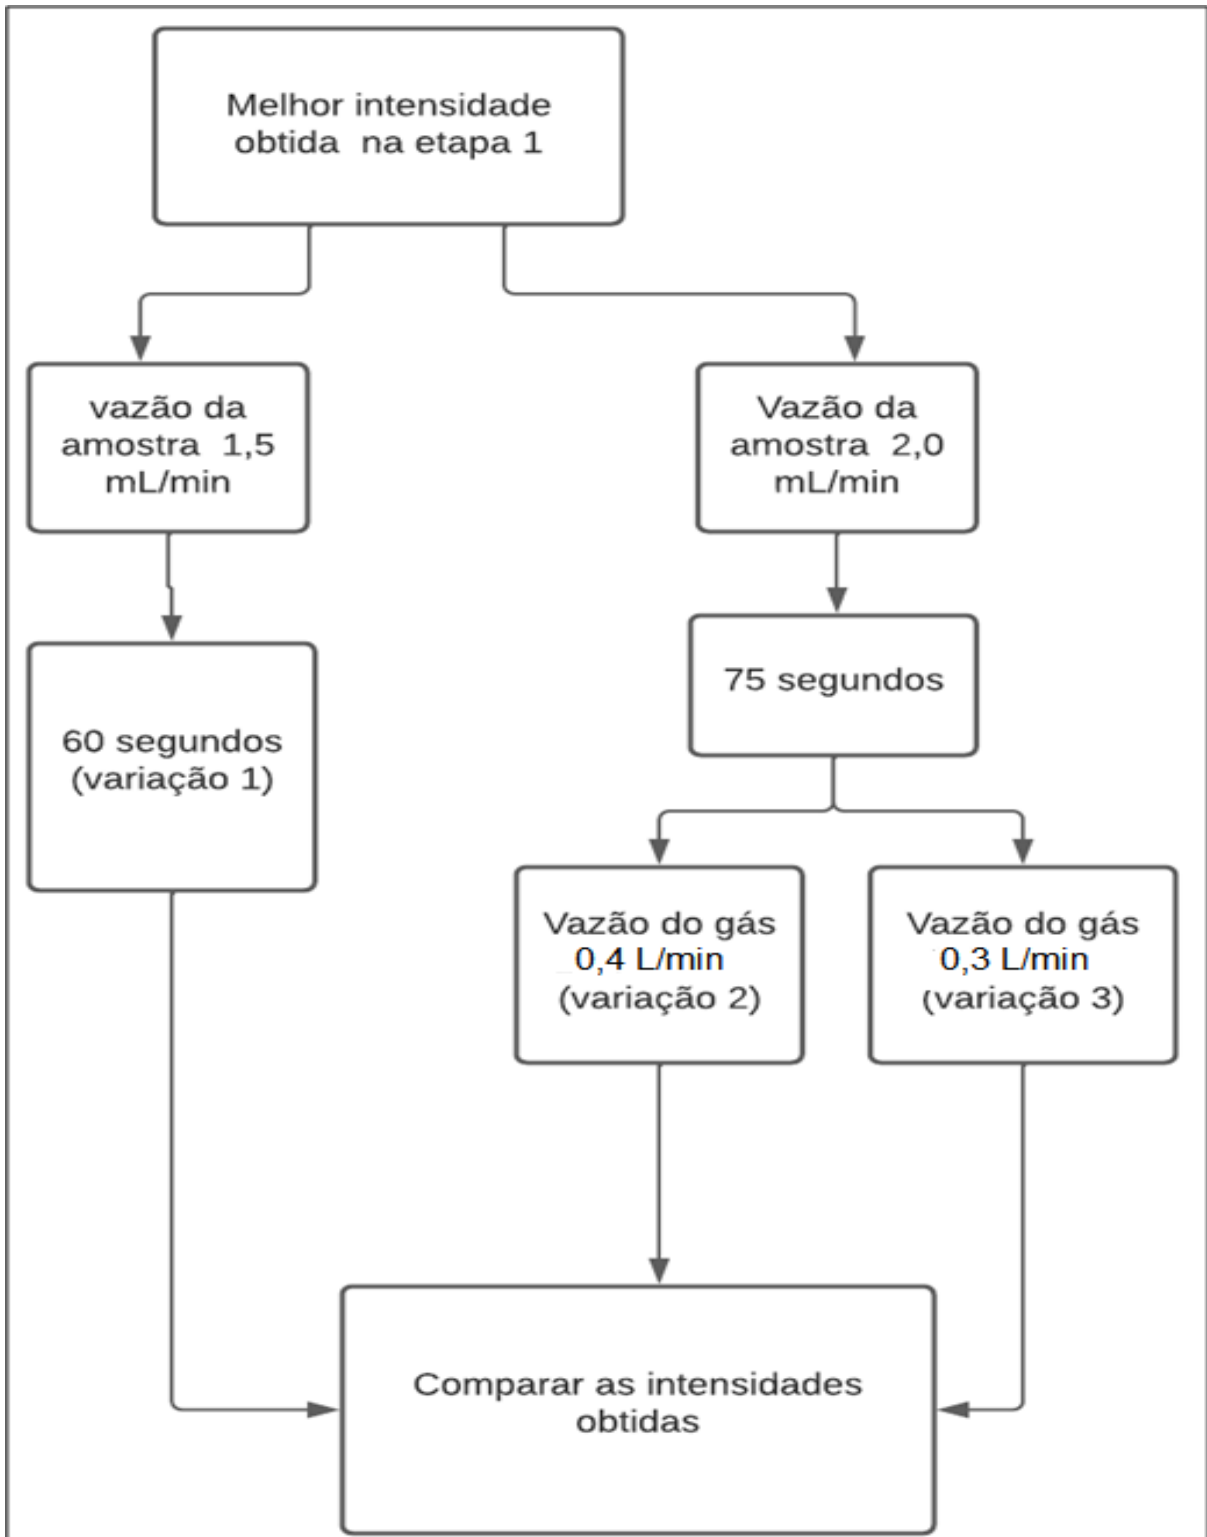 Melhor intensidade
obtida na etapa 1
vazão da
amostra 1,5
mL/min
Vazão da
amostra 2,0
mL/min
60 segundos
(variação 1)
75 segundos
Vazão do gás
0,4 L/min
(variação 2)
Vazão do gás
0,3 L/min
(variação 3)
Comparar as intensidades
obtidas